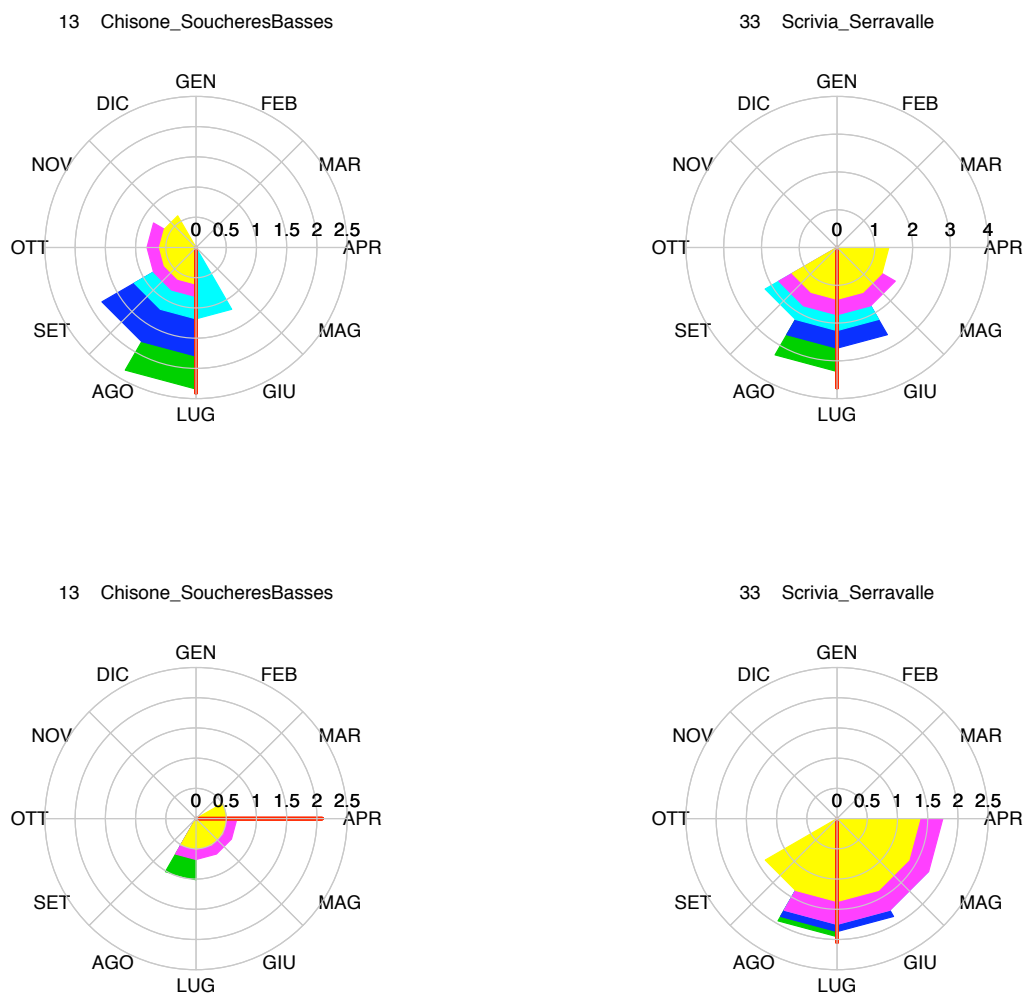 13 Chisone_SoucheresBasses
33 Scrivia_Serravalle
GEN
DIC FEB
NOV MAR
0 0.5 1 1.5 2 2.5
OTT APR
SET MAG
AGO GIU
LUG
GEN
DIC FEB
NOV MAR
0 1 2 3 4
OTT APR
SET MAG
AGO GIU
LUG
13 Chisone_SoucheresBasses
33 Scrivia_Serravalle
GEN
DIC FEB
NOV MAR
0 0.5 1 1.5 2 2.5
OTT APR
SET MAG
AGO GIU
LUG
GEN
DIC FEB
NOV MAR
0 0.5 1 1.5 2 2.5
OTT APR
SET MAG
AGO GIU
LUG